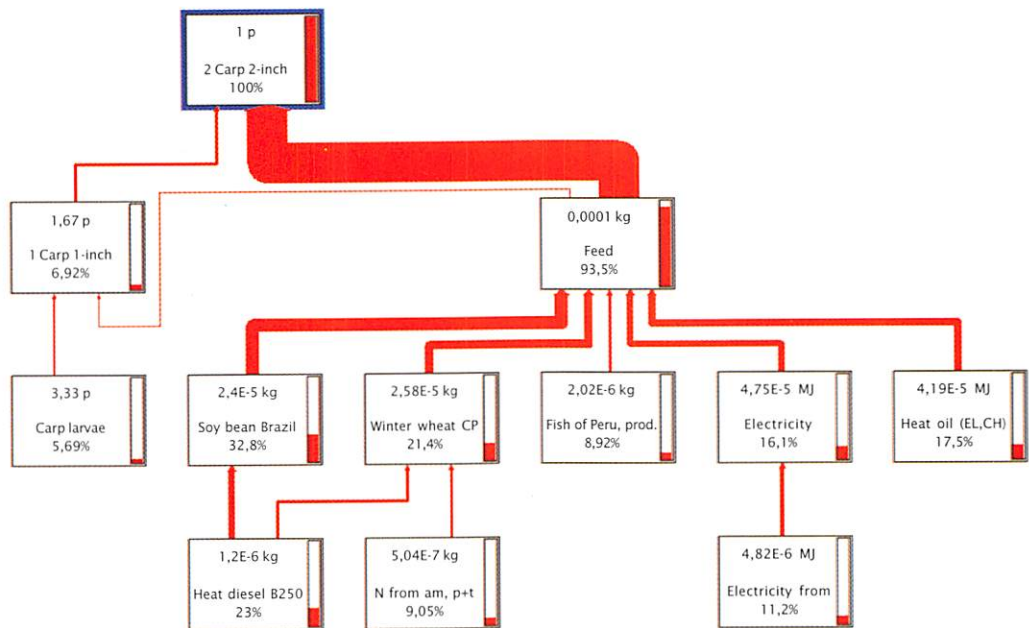 1 p
2 Carp 2-inch
100%
1,67 p
1 Carp 1-inch
6,92%
0,0001 kg
Feed
93,5%
3,33 p
Carp larvae
5,69%
2,4E-5 kg
Soy bean Brazil
32,8%
2,58E-5 kg
Winter wheat CP
21,4%
2,02E-6 kg
Fish of Peru, prod.
8,92%
4,75E-5 MJ
Electricity
16,1%
4,19E-5 MJ
Heat oil (EL,CH)
17,5%
1,2E-6 kg
Heat diesel B250
23%
5,04E-7 kg
N from am, p+t
9,05%
4,82E-6 MJ
Electricity from
11,2%